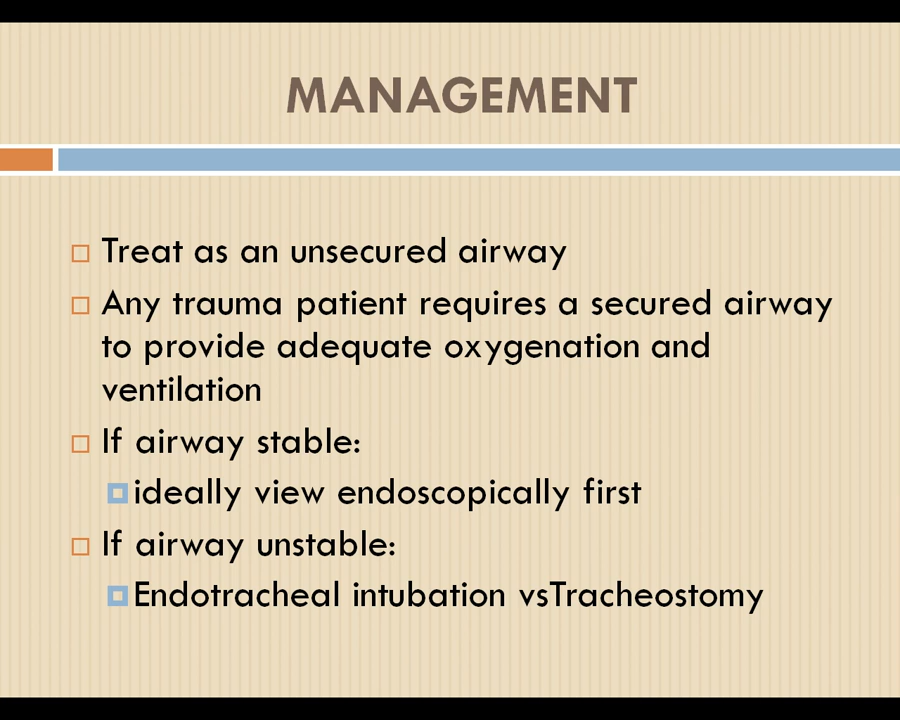 MANAGEMENT
Treat as an unsecured airway
Any trauma patient requires a secured airway
to provide adequate oxygenation and
ventilation
If airway stable:
ideally view endoscopically first
If airway unstable:
Endotracheal intubation vsTracheostomy